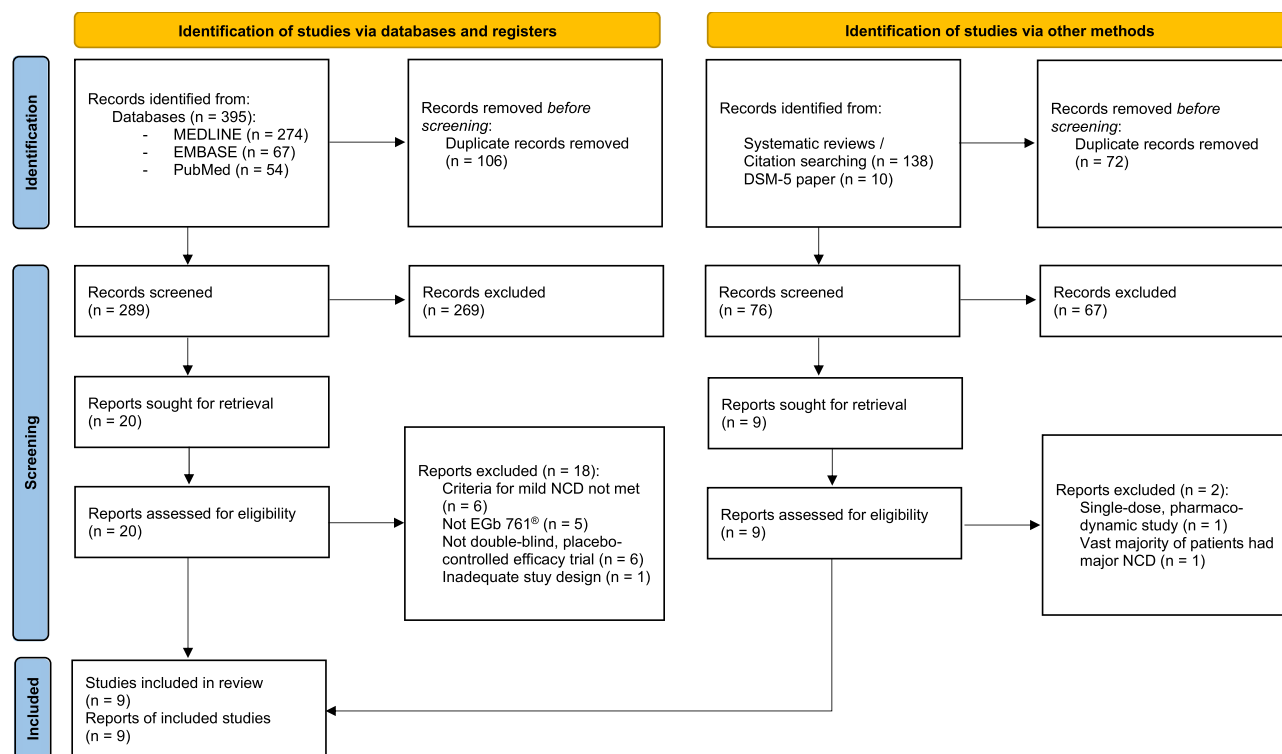 Identification of studies via databases and registers
Identification of studies via other methods
Identification
Records identified from:
Databases (n = 395):
- MEDLINE (n = 274)
- EMBASE (n = 67)
- PubMed (n = 54)
Records removed before
screening:
Duplicate records removed
(n = 106)
Records identified from:
Systematic reviews /
Citation searching (n = 138)
DSM-5 paper (n = 10)
Records removed before
screening:
Duplicate records removed
(n = 72)
Screening
Records screened
(n = 289)
Records excluded
(n = 269)
Records screened
(n = 76)
Records excluded
(n = 67)
Reports sought for retrieval
(n = 20)
Reports sought for retrieval
(n = 9)
Reports assessed for eligibility
(n = 20)
Reports excluded (n = 18):
Criteria for mild NCD not met
(n = 6)
Not EGb 761® (n = 5)
Not double-blind, placebo-
controlled efficacy trial (n = 6)
Inadequate stuy design (n = 1)
Reports assessed for eligibility
(n = 9)
Reports excluded (n = 2):
Single-dose, pharmaco-
dynamic study (n = 1)
Vast majority of patients had
major NCD (n = 1)
Included
Studies included in review
(n = 9)
Reports of included studies
(n = 9)